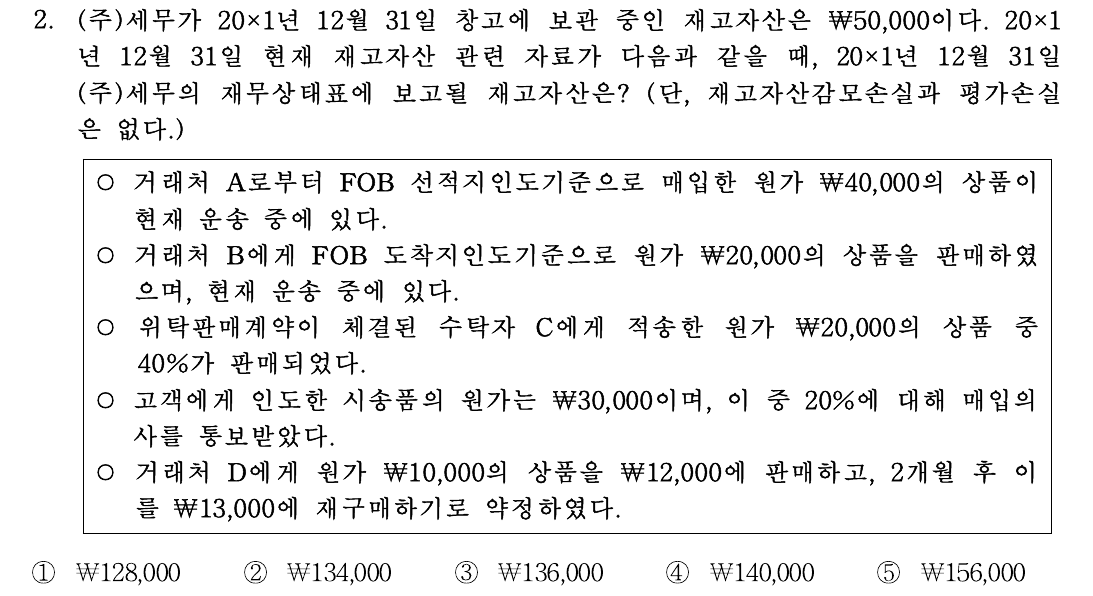 2. (주)세무가 20×1년 12월 31일 창고에 보관 중인 재고자산은 ₩50,000이다. 20×1
년 12월 31일 현재 재고자산 관련 자료가 다음과 같을 때, 20×1년 12월 31일
(주)세무의 재무상태표에 보고될 재고자산은? (단, 재고자산감모손실과 평가손실
은 없다.)
○ 거래처 A로부터 FOB 선적지인도기준으로 매입한 원가 ₩40,000의 상품이
현재 운송 중에 있다.
○ 거래처 B에게 FOB 도착지인도기준으로 원가 ₩20,000의 상품을 판매하였
으며, 현재 운송 중에 있다.
○ 위탁판매계약이 체결된 수탁자 C에게 적송한 원가 ₩20,000의 상품 중
40%가 판매되었다.
○ 고객에게 인도한 시송품의 원가는 ₩30,000이며, 이 중 20%에 대해 매입의
사를 통보받았다.
○ 거래처 D에게 원가 ₩10,000의 상품을 ₩12,000에 판매하고, 2개월 후 이
를 ₩13,000에 재구매하기로 약정하였다.
① ₩128,000 ② ₩134,000 ③ ₩136,000 ④ ₩140,000 ⑤ ₩156,000